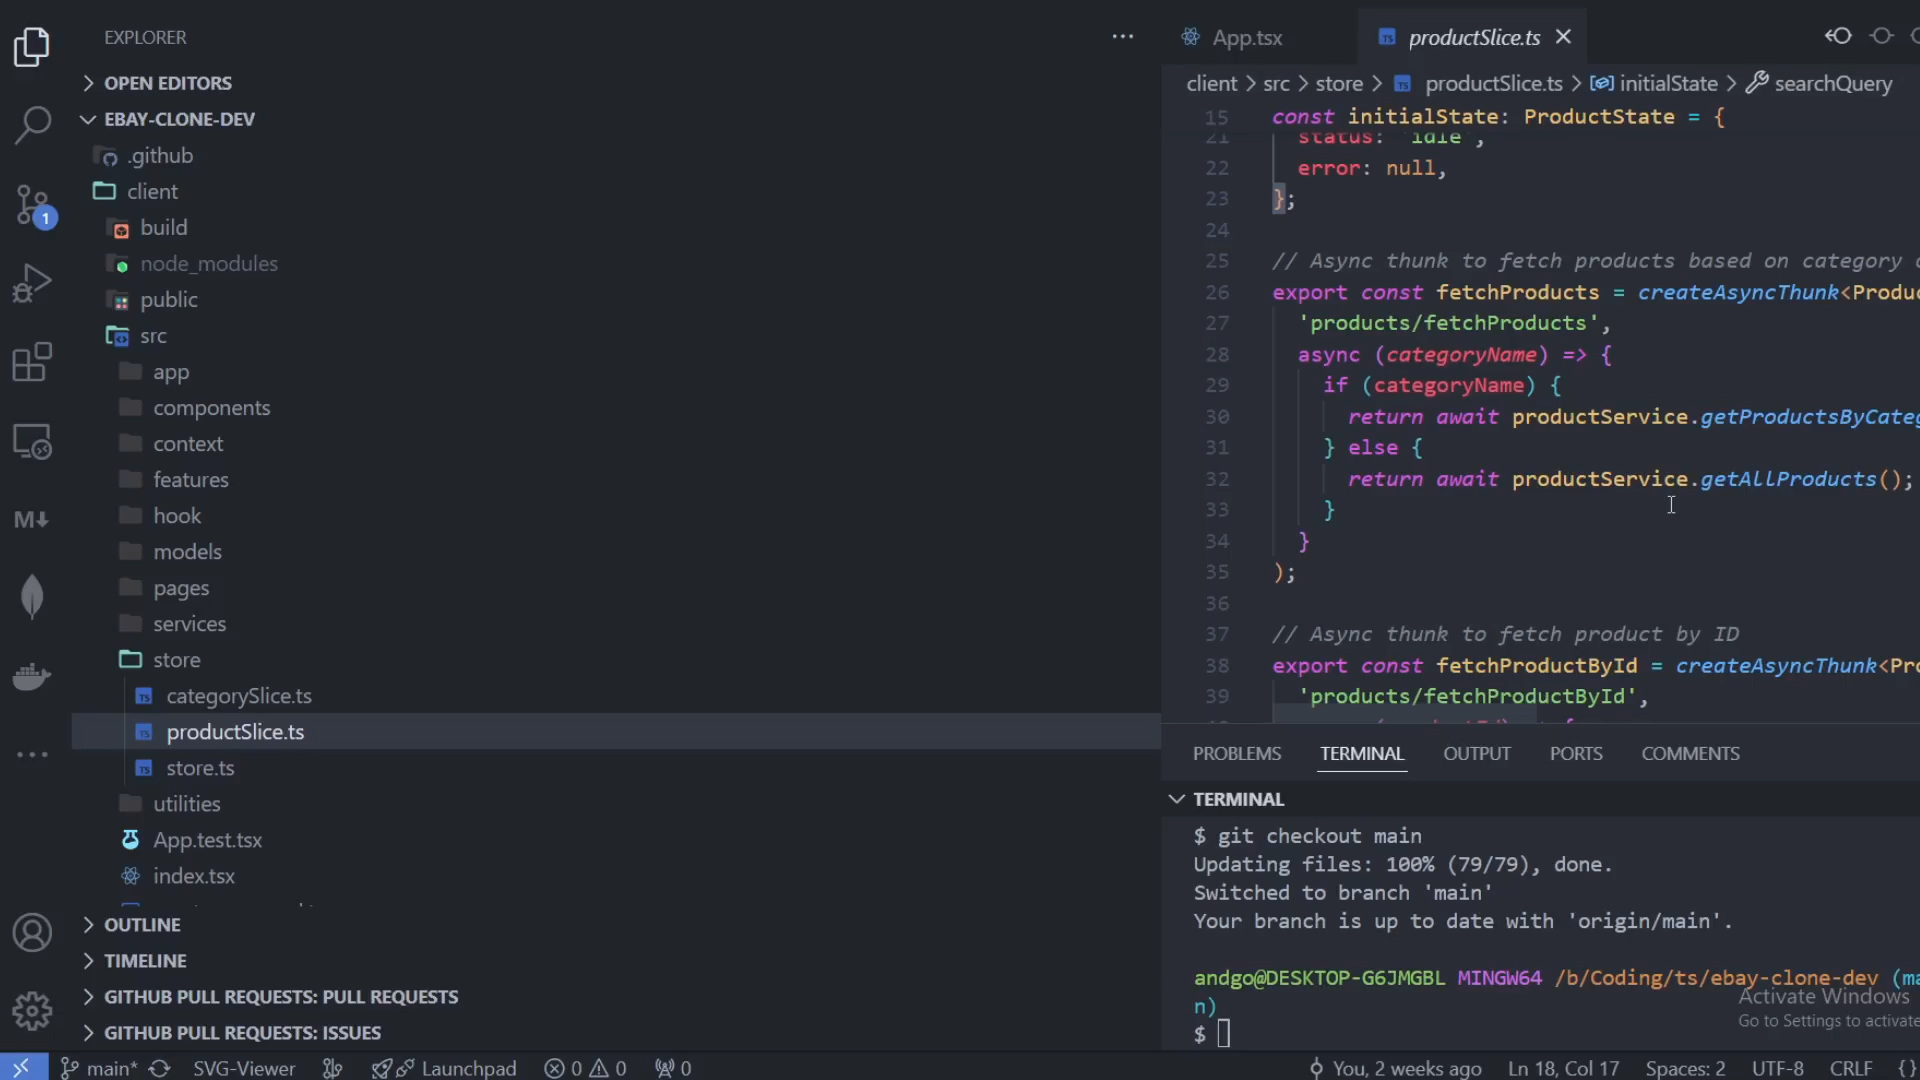 EXPLORER
OPEN EDITORS
EBAY-CLONE-DEV
.github
client
build
node_modules
public
src
app
components
context
features
hook
models
pages
services
store
categorySlice.ts
productSlice.ts
store.ts
utilities
App.test.tsx
index.tsx
OUTLINE
TIMELINE
GITHUB PULL REQUESTS: PULL REQUESTS
GITHUB PULL REQUESTS: ISSUES
1
App.tsx
productSlice.ts
client > src > store > productSlice.ts > initialState > searchQuery
15 const initialState: ProductState = {
21 status: 'idle',
22 error: null,
23 };
24
25 // Async thunk to fetch products based on category
26 export const fetchProducts = createAsyncThunk<Produc
27 'products/fetchProducts',
28 async (categoryName) => {
29 if (categoryName) {
30 return await productService.getProductsByCateg
31 } else {
32 return await productService.getAllProducts();
33 }
34 }
35 );
36
37 // Async thunk to fetch product by ID
38 export const fetchProductById = createAsyncThunk<Pro
39 'products/fetchProductById',
PROBLEMS TERMINAL OUTPUT PORTS COMMENTS
TERMINAL
$ git checkout main
Updating files: 100% (79/79), done.
Switched to branch 'main'
Your branch is up to date with 'origin/main'.
andgo@DESKTOP-G6JMGBL MINGW64 /b/Coding/ts/ebay-clone-dev (ma
n)
$
Activate Windows
Go to Settings to activate
main* SVG-Viewer Launchpad 0 0 0 You, 2 weeks ago Ln 18, Col 17 Spaces: 2 UTF-8 CRLF {}